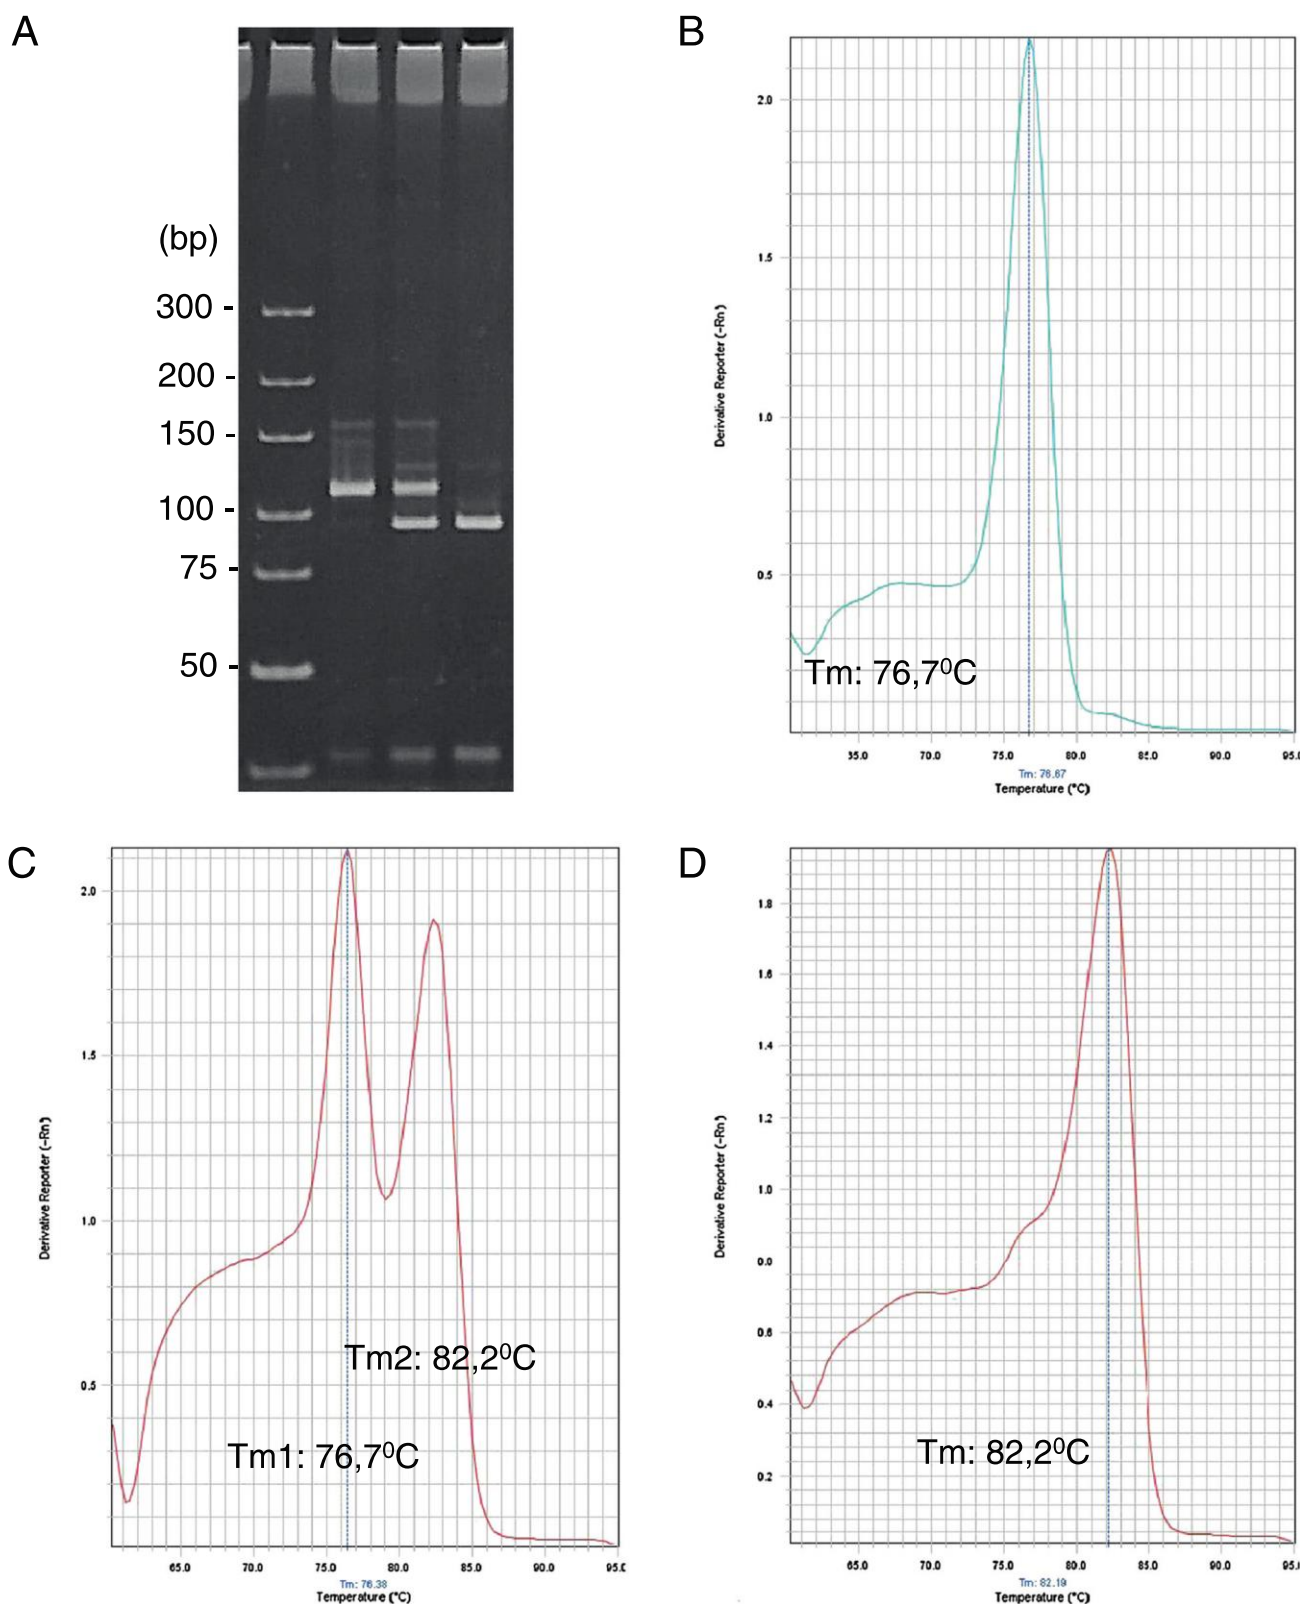 A
(bp)
300 -
200 -
150 -
100 -
75 -
50 -
B
2.0
1.5
1.0
0.5
Derivative Reporter (-Rn)
Tm: 76,7⁰C
35.0 70.0 75.0 80.0 85.0 90.0 95.0
Tm: 76.67
Temperature (°C)
C
2.0
1.5
1.0
0.5
Derivative Reporter (-Rn)
Tm2: 82,2⁰C
Tm1: 76,7⁰C
65.0 70.0 75.0 80.0 85.0 90.0 95.0
Tm: 76.38
Temperature (°C)
D
1.8
1.6
1.4
1.2
1.0
0.0
0.6
0.4
0.2
Derivative Reporter (-Rn)
Tm: 82,2⁰C
65.0 70.0 75.0 80.0 85.0 90.0 95.0
Tm: 82.19
Temperature (°C)